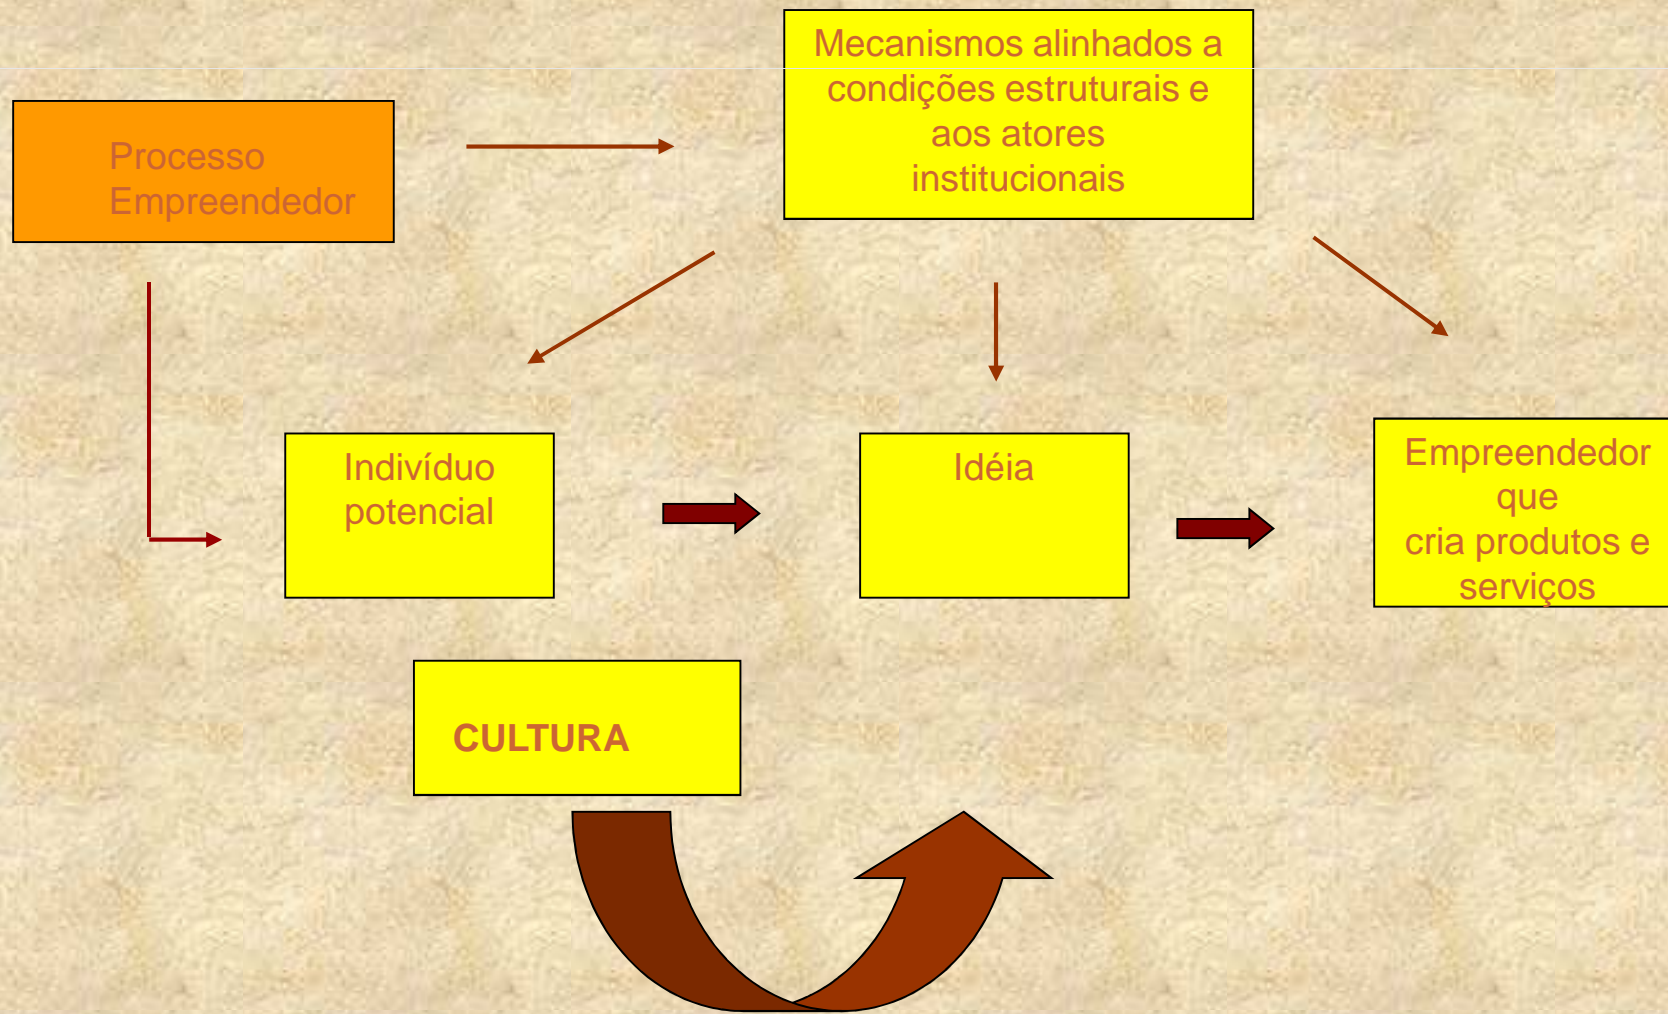 Mecanismos alinhados a
condições estruturais e
aos atores
institucionais
Processo
Empreendedor
Indivíduo
potencial
Idéia
Empreendedor
que
cria produtos e
serviços
CULTURA